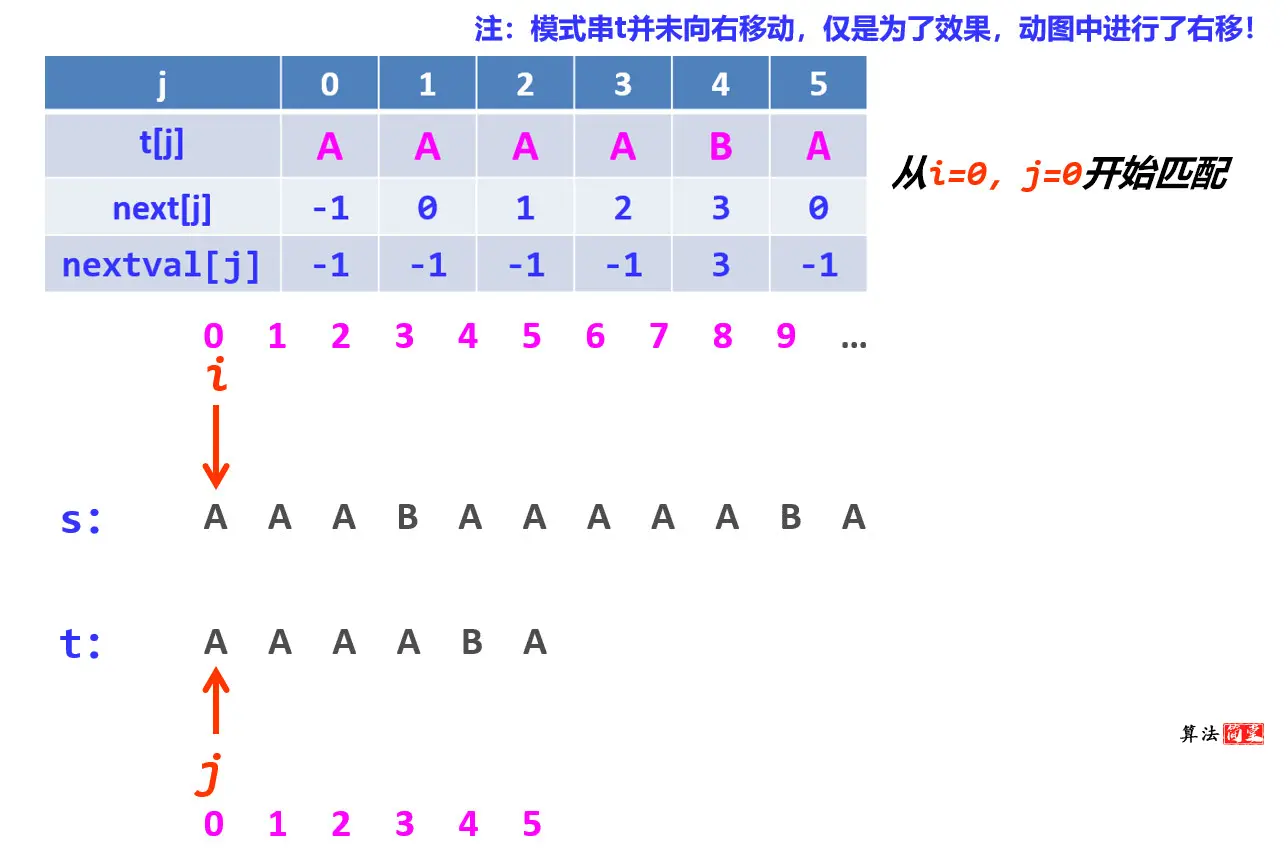 注：模式串t并未向右移动，仅是为了效果，动图中进行了右移！
j 0 1 2 3 4 5
t[j] A A A A B A
next[j] -1 0 1 2 3 0
nextval[j] -1 -1 -1 -1 3 -1
从i=0, j=0开始匹配
0 1 2 3 4 5 6 7 8 9 …
i
s: A A A B A A A A A B A
t: A A A A B A
j
0 1 2 3 4 5
算法